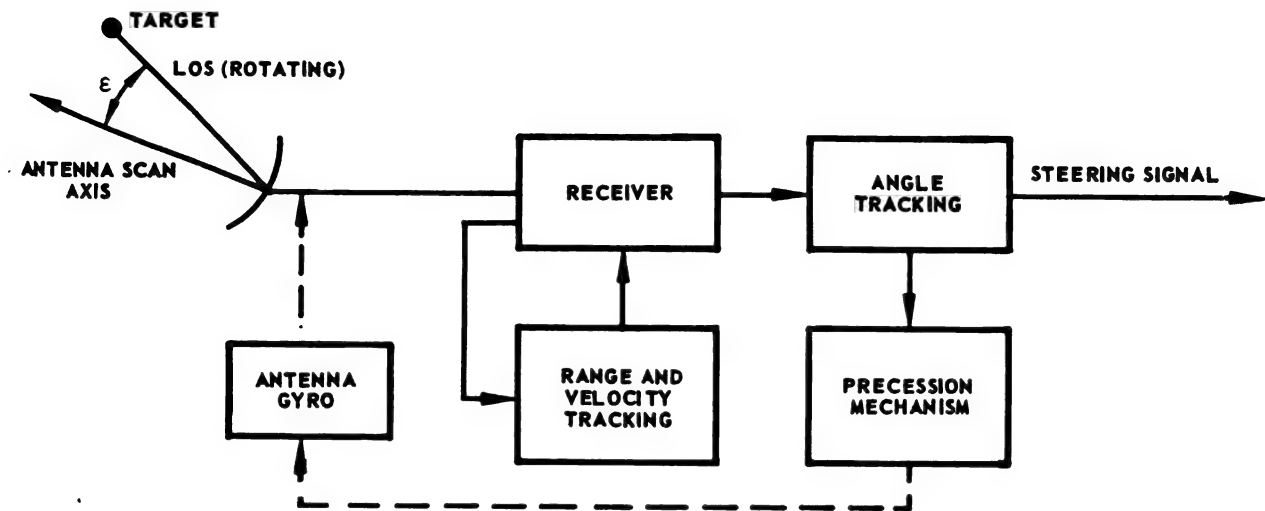 TARGET
LOS (ROTATING)
ε
ANTENNA SCAN
AXIS
RECEIVER
ANGLE
TRACKING
STEERING SIGNAL
ANTENNA
GYRO
RANGE AND
VELOCITY
TRACKING
PRECESSION
MECHANISM